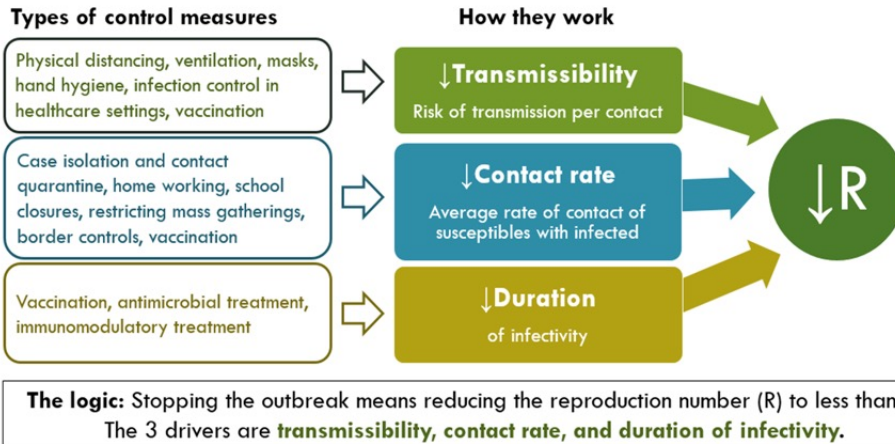 Types of control measures
How they work
Physical distancing, ventilation, masks,
hand hygiene, infection control in
healthcare settings, vaccination
↓Transmissibility
Risk of transmission per contact
Case isolation and contact
quarantine, home working, school
closures, restricting mass gatherings,
border controls, vaccination
↓Contact rate
Average rate of contact of
susceptibles with infected
↓R
Vaccination, antimicrobial treatment,
immunomodulatory treatment
↓Duration
of infectivity
The logic: Stopping the outbreak means reducing the reproduction number (R) to less than
The 3 drivers are transmissibility, contact rate, and duration of infectivity.